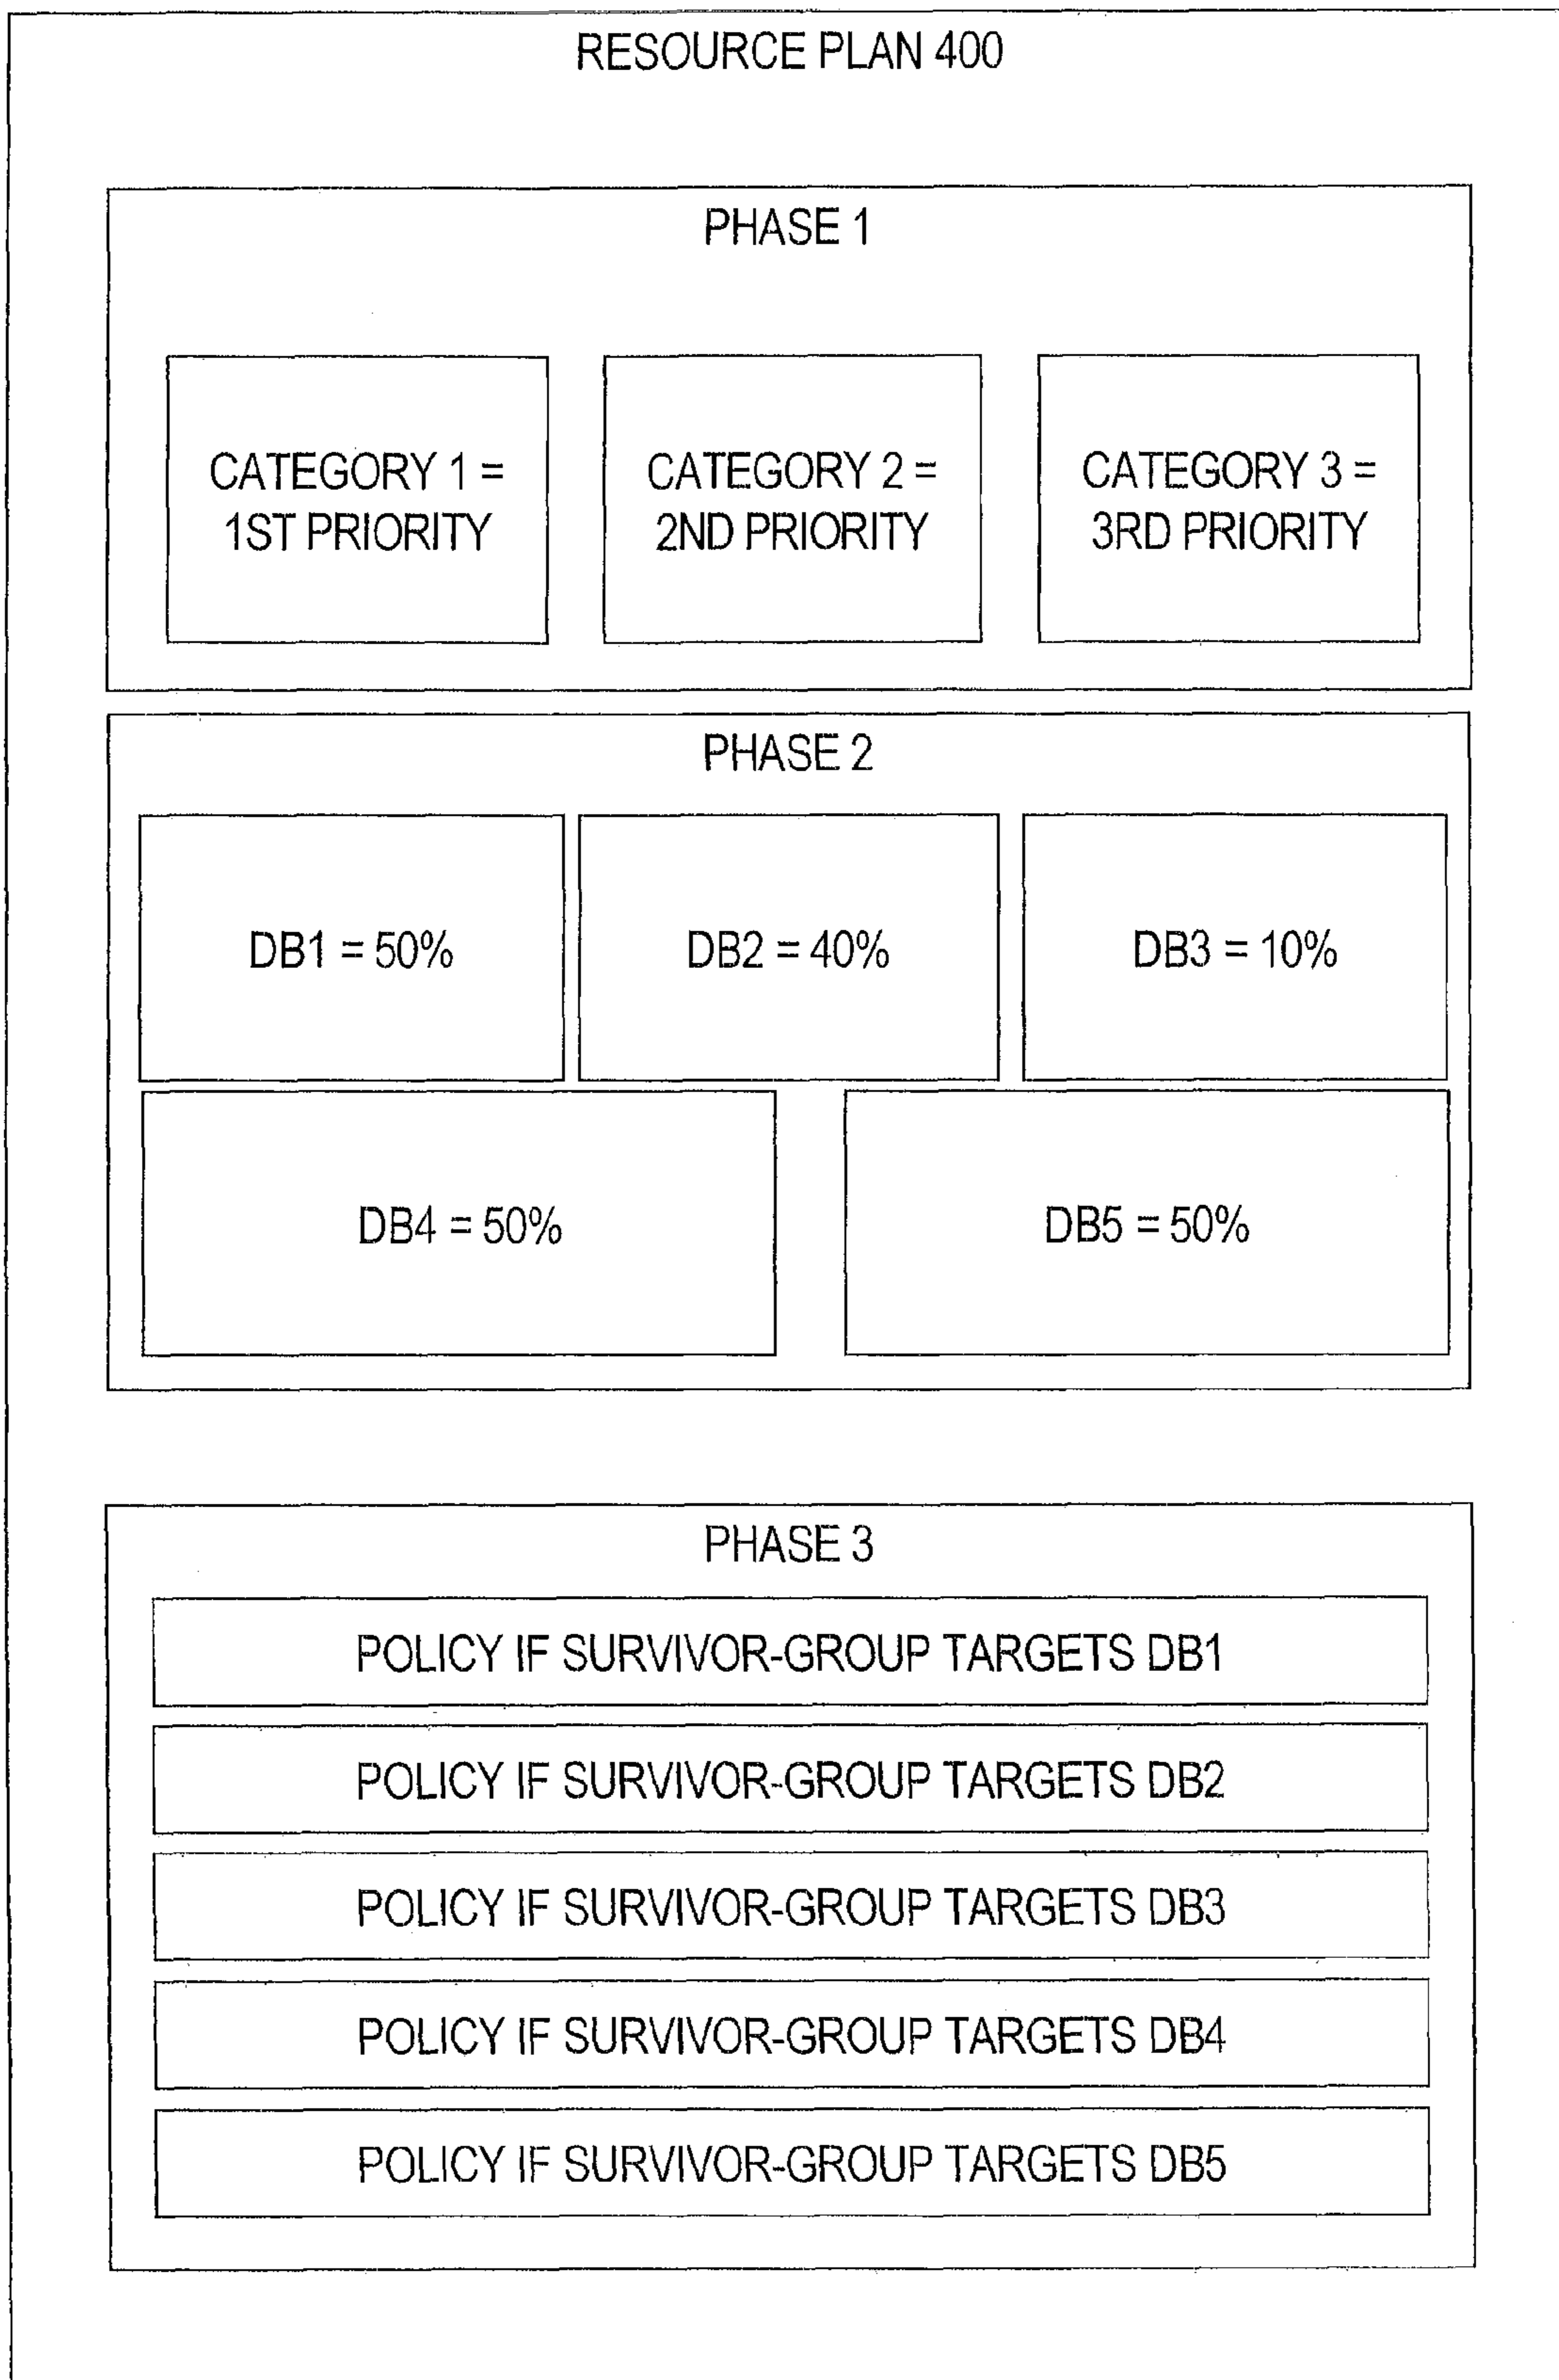 RESOURCE PLAN 400
PHASE 1
CATEGORY 1 =
1ST PRIORITY
CATEGORY 2 =
2ND PRIORITY
CATEGORY 3 =
3RD PRIORITY
PHASE 2
DB1 = 50%
DB2 = 40%
DB3 = 10%
DB4 = 50%
DB5 = 50%
PHASE 3
POLICY IF SURVIVOR-GROUP TARGETS DB1
POLICY IF SURVIVOR-GROUP TARGETS DB2
POLICY IF SURVIVOR-GROUP TARGETS DB3
POLICY IF SURVIVOR-GROUP TARGETS DB4
POLICY IF SURVIVOR-GROUP TARGETS DB5